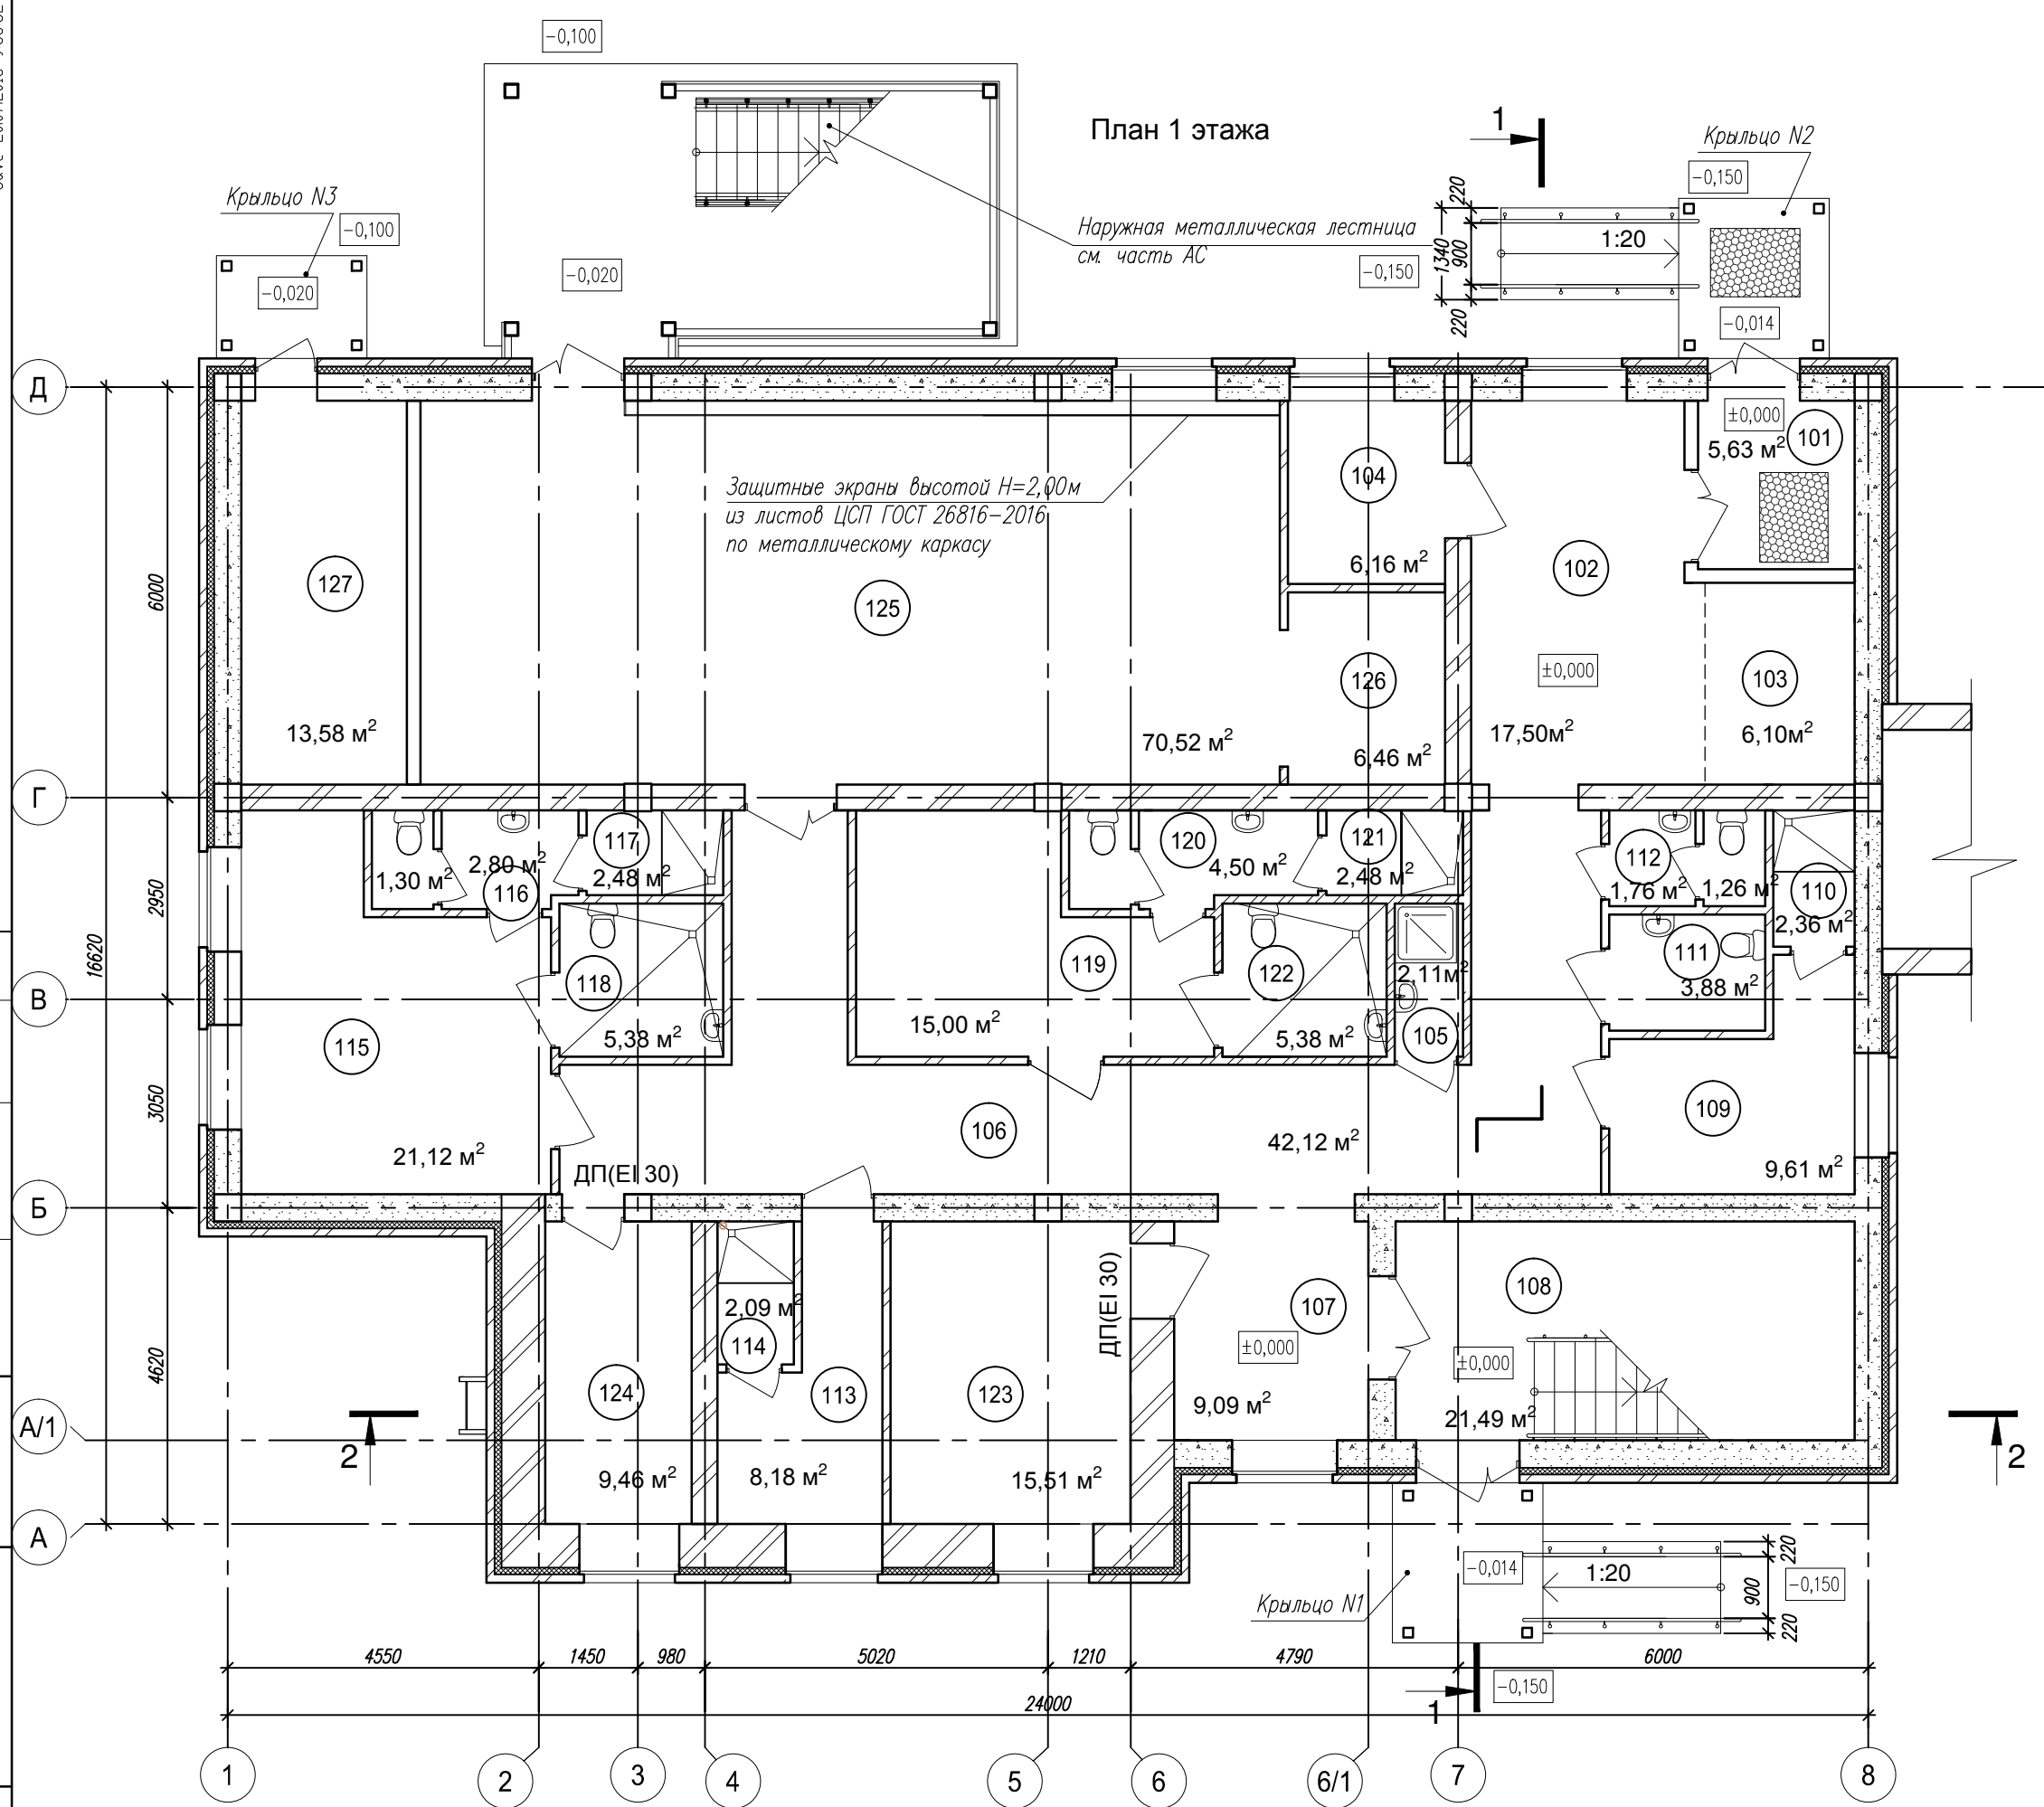 -0,100
План 1 этажа
1
Крыльцо N2
-0,150
Крыльцо N3
-0,100
220
1340
900
220
1:20
Наружная металлическая лестница
см. часть АС
-0,150
-0,020
-0,020
-0,014
Д
±0,000
101
5,63 м²
104
Защитные экраны высотой Н=2,00м
из листов ЦСП ГОСТ 26816-2016
по металлическому каркасу
6,16 м²
102
127
125
6000
126
±0,000
103
13,58 м²
70,52 м²
6,46 м²
17,50м²
6,10м²
Г
117
120
121
112
1,30 м²
2,80 м²
2,48 м²
4,50 м²
2,48 м²
1,76 м²
1,26 м²
110
116
2,36 м²
2950
16620
118
119
122
2,11м²
111
3,88 м²
В
115
5,38 м²
15,00 м²
5,38 м²
105
3050
106
109
21,12 м²
ДП(EI 30)
42,12 м²
9,61 м²
Б
108
2,09 м²
107
ДП(EI 30)
114
±0,000
±0,000
4620
124
113
123
9,09 м²
21,49 м²
А/1
2
2
9,46 м²
8,18 м²
15,51 м²
А
-0,014
1:20
220
900
220
-0,150
Крыльцо N1
4550
1450
980
5020
1210
4790
6000
-0,150
24000
1
1
2
3
4
5
6
6/1
7
8